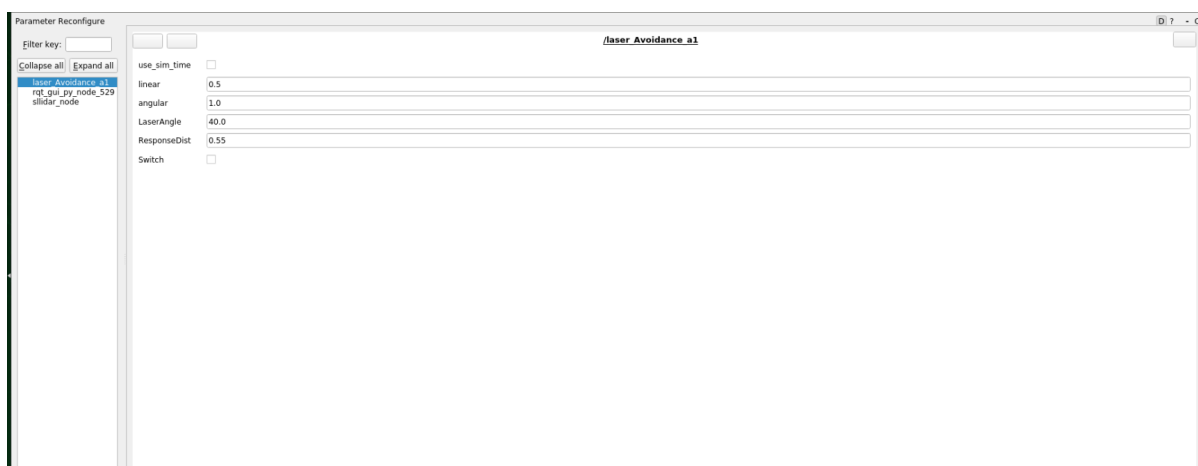 Parameter Reconfigure
D ? - C
Filter key:
Collapse all Expand all
laser_Avoidance_a1
rqt_gui_py_node_529
sllidar_node
/laser_Avoidance_a1
use_sim_time
linear 0.5
angular 1.0
LaserAngle 40.0
ResponseDist 0.55
Switch